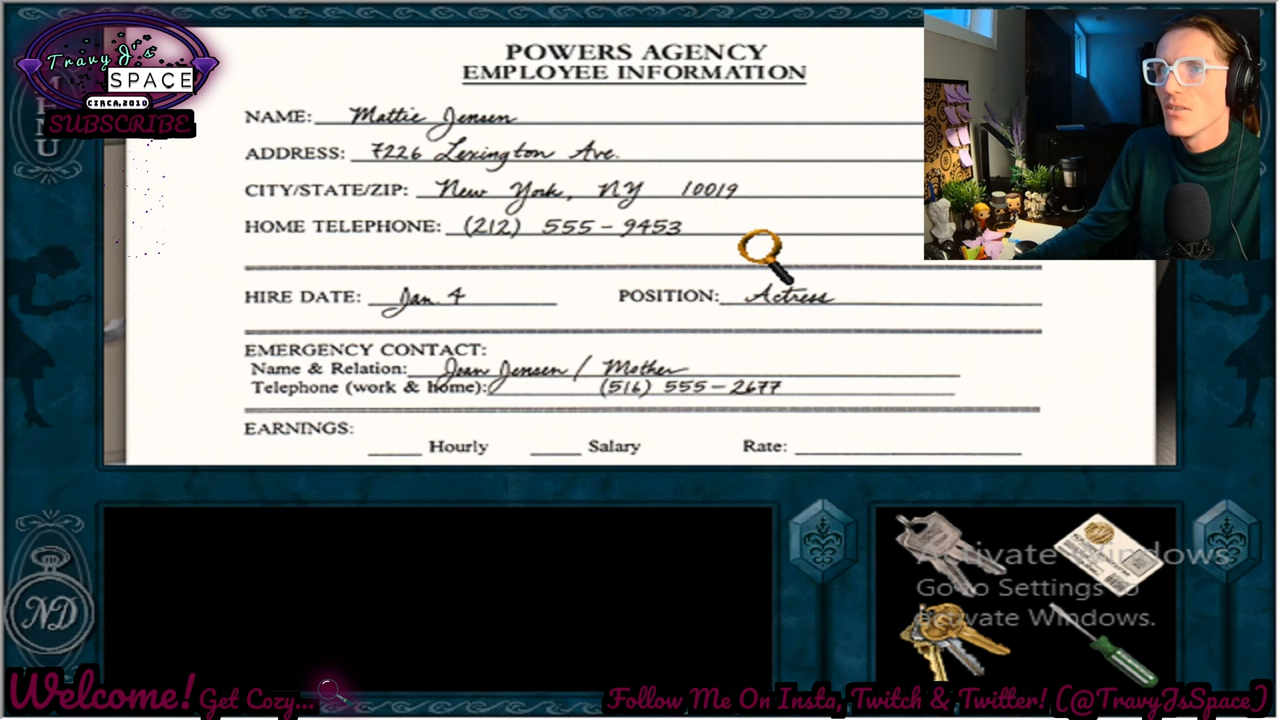 Travy J's
SPACE
CIRCA.2010
SUBSCRIBE
MENU
POWERS AGENCY
EMPLOYEE INFORMATION
NAME: Mattie Jensen
ADDRESS: 7226 Lexington Ave.
CITY/STATE/ZIP: New York, NY 10019
HOME TELEPHONE: (212) 555-9453
HIRE DATE: Jan. 4 POSITION: Actress
EMERGENCY CONTACT:
Name & Relation: Joan Jensen / Mother
Telephone (work & home): (516) 555-2677
EARNINGS:
Hourly Salary Rate:
ND
Activate Windows
Go to Settings to
activate Windows.
Welcome! Get Cozy...
Follow Me On Insta, Twitch & Twitter! (@TravyJsSpace)